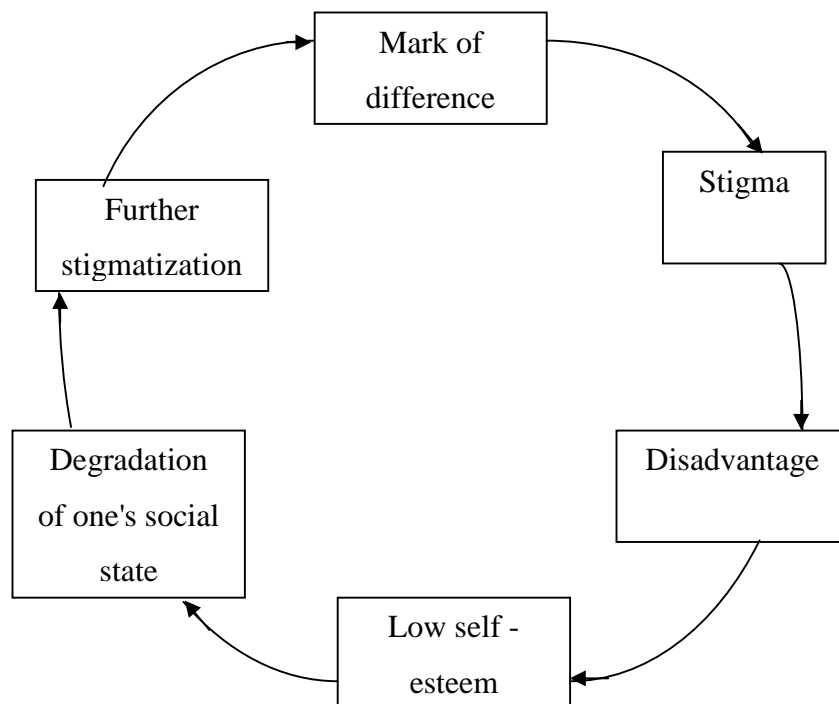 Mark of
difference
Stigma
Disadvantage
Low self -
esteem
Degradation
of one's social
state
Further
stigmatization